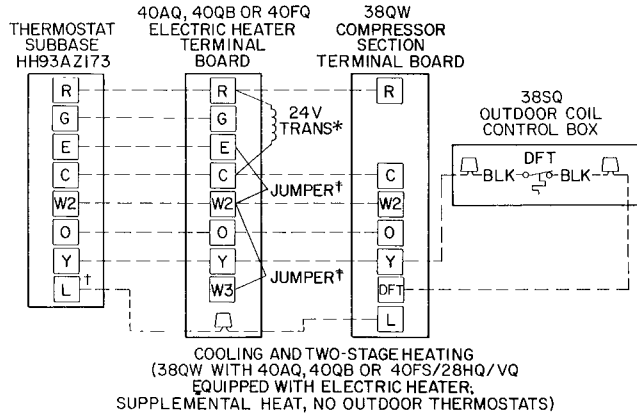 40AQ, 40QB OR 40FQ
ELECTRIC HEATER
TERMINAL
BOARD
THERMOSTAT
SUBBASE
HH93AZ173
38QW
COMPRESSOR
SECTION
TERMINAL BOARD
38SQ
OUTDOOR COIL
CONTROL BOX
R
G
E
C
W2
O
Y
L †
R
G
E
C
W2
O
Y
W3
24V
TRANS*
JUMPER†
JUMPER†
R
C
W2
O
Y
DFT
L
DFT
BLK BLK
COOLING AND TWO-STAGE HEATING
(38QW WITH 40AQ, 40QB OR 40FS/28HQ/VQ
EQUIPPED WITH ELECTRIC HEATER;
SUPPLEMENTAL HEAT, NO OUTDOOR THERMOSTATS)